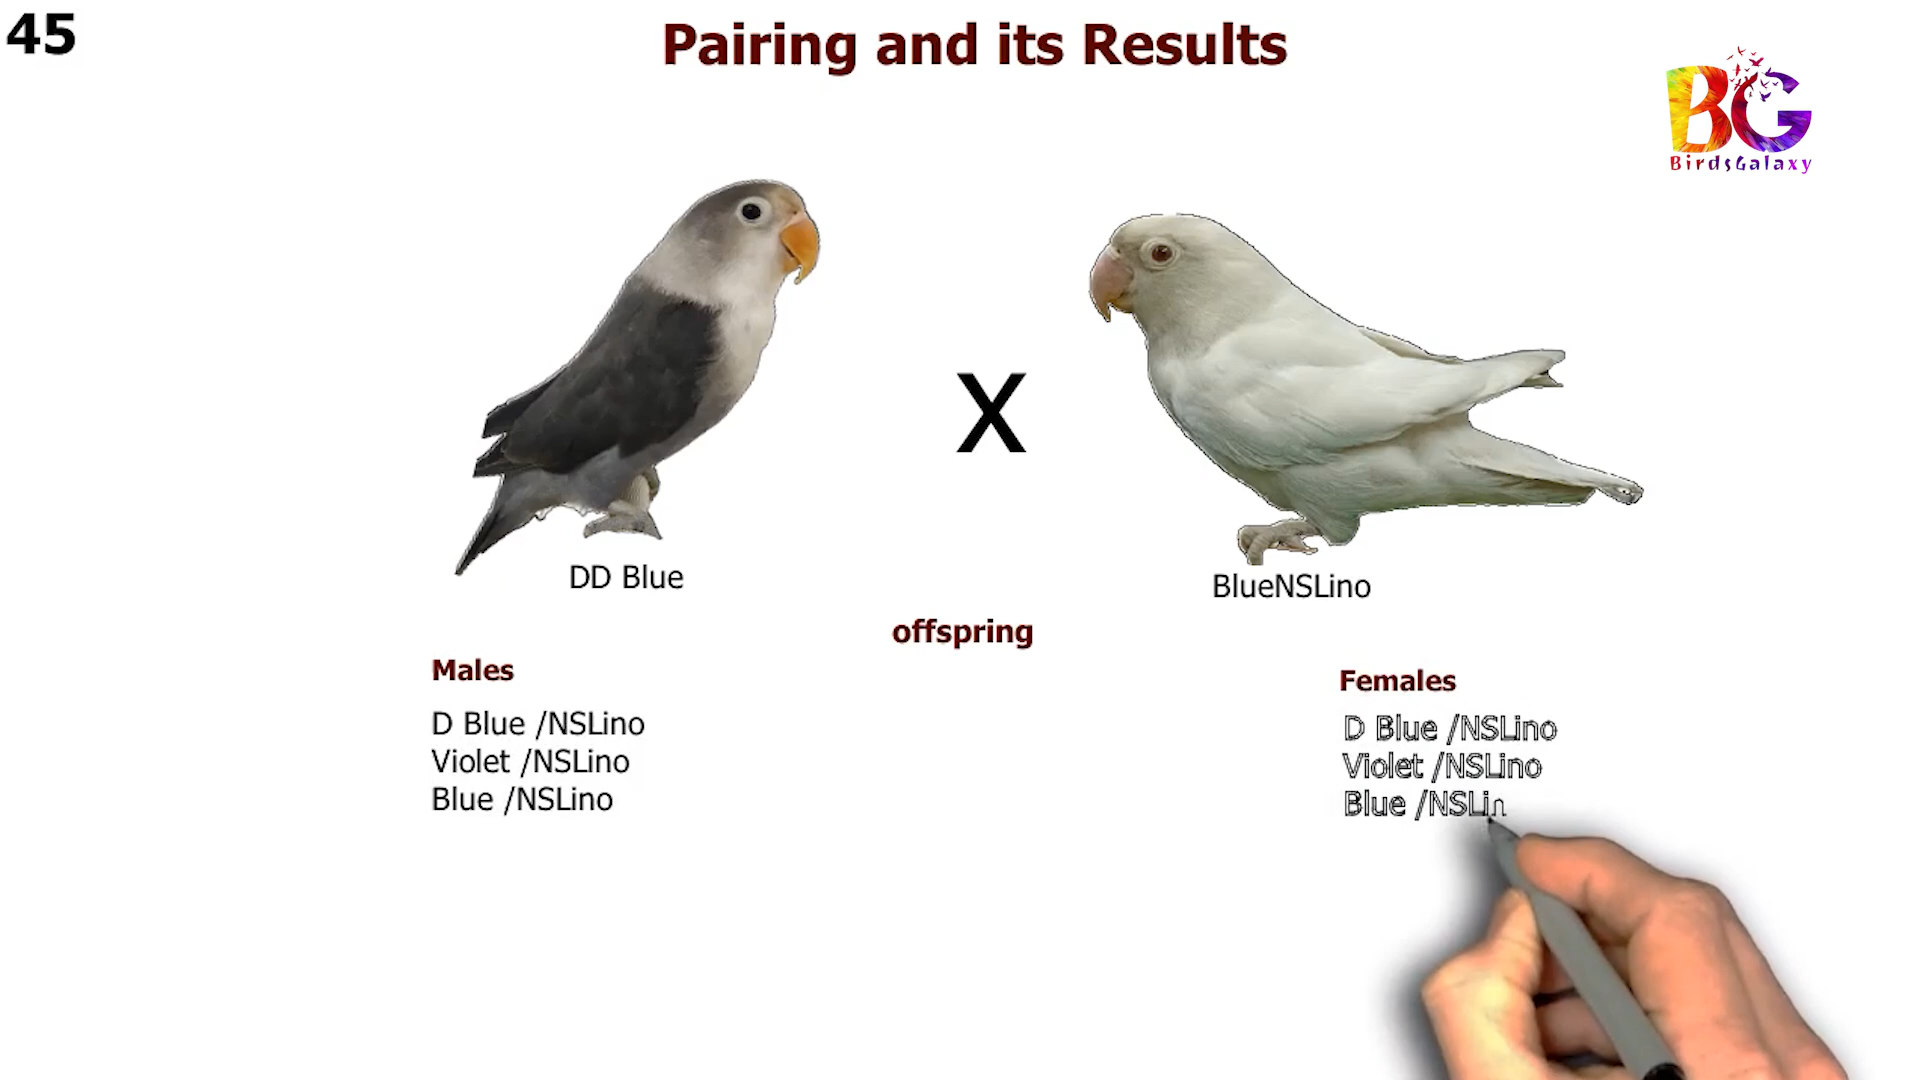 45
Pairing and its Results
BG
BirdsGalaxy
X
DD Blue
BlueNSLino
offspring
Males
D Blue /NSLino
Violet /NSLino
Blue /NSLino
Females
D Blue /NSLino
Violet /NSLino
Blue /NSLin